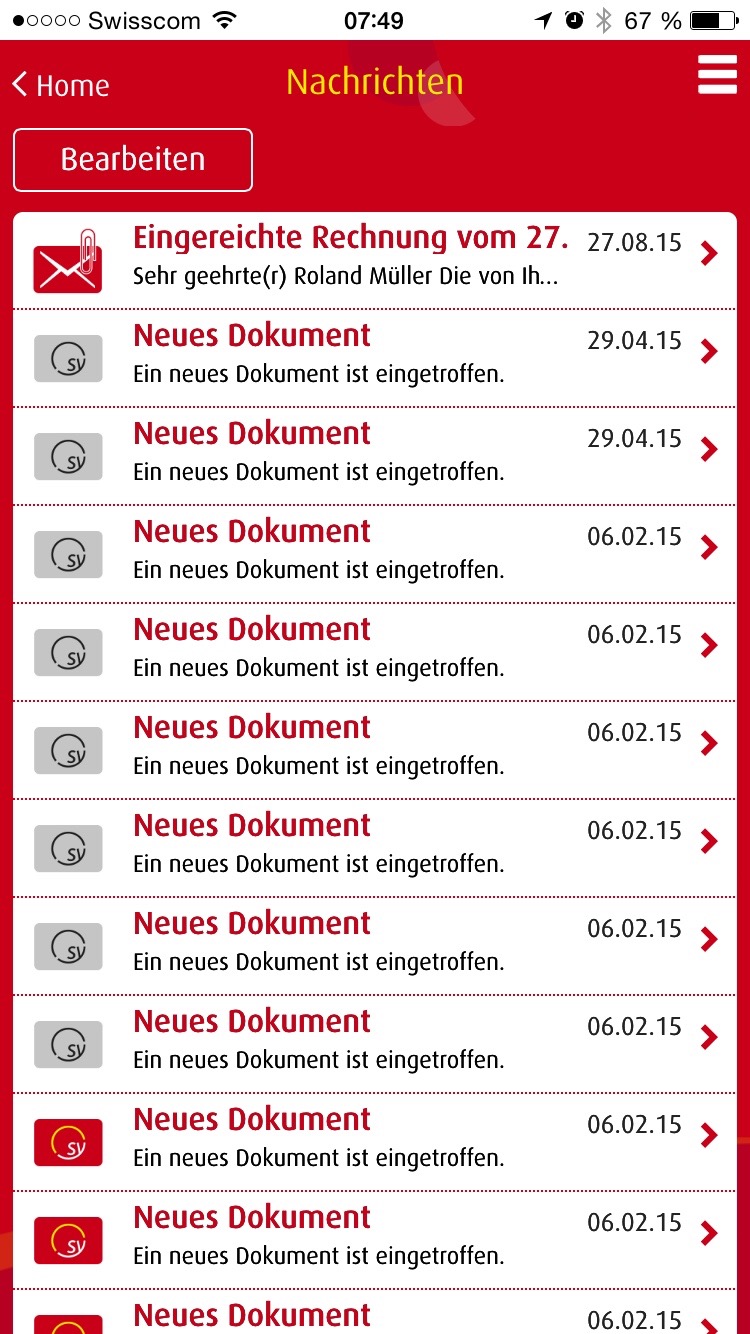 Swisscom 07:49 67 %
Home Nachrichten
Bearbeiten
Eingereichte Rechnung vom 27. 27.08.15
Sehr geehrte(r) Roland Müller Die von Ih...
Neues Dokument 29.04.15
sy Ein neues Dokument ist eingetroffen.
Neues Dokument 29.04.15
sy Ein neues Dokument ist eingetroffen.
Neues Dokument 06.02.15
sy Ein neues Dokument ist eingetroffen.
Neues Dokument 06.02.15
sy Ein neues Dokument ist eingetroffen.
Neues Dokument 06.02.15
sy Ein neues Dokument ist eingetroffen.
Neues Dokument 06.02.15
sy Ein neues Dokument ist eingetroffen.
Neues Dokument 06.02.15
sy Ein neues Dokument ist eingetroffen.
Neues Dokument 06.02.15
sy Ein neues Dokument ist eingetroffen.
Neues Dokument 06.02.15
sy Ein neues Dokument ist eingetroffen.
Neues Dokument 06.02.15
sy Ein neues Dokument ist eingetroffen.
Neues Dokument 06.02.15